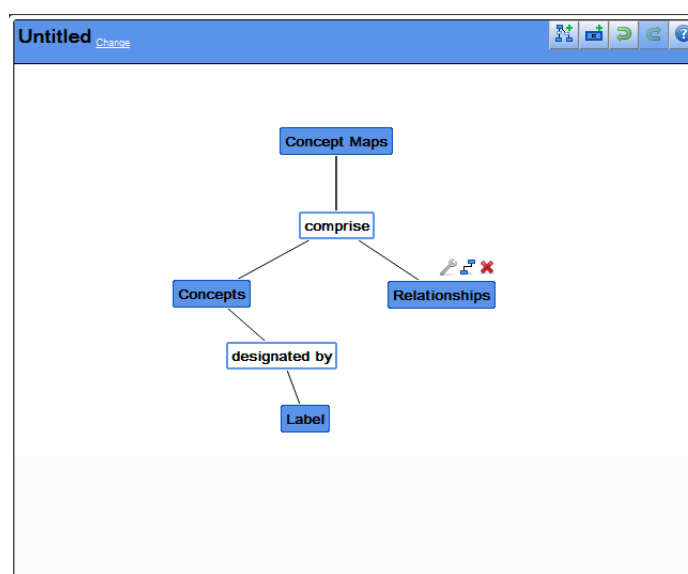 Untitled Change
Concept Maps
comprise
Concepts
Relationships
designated by
Label